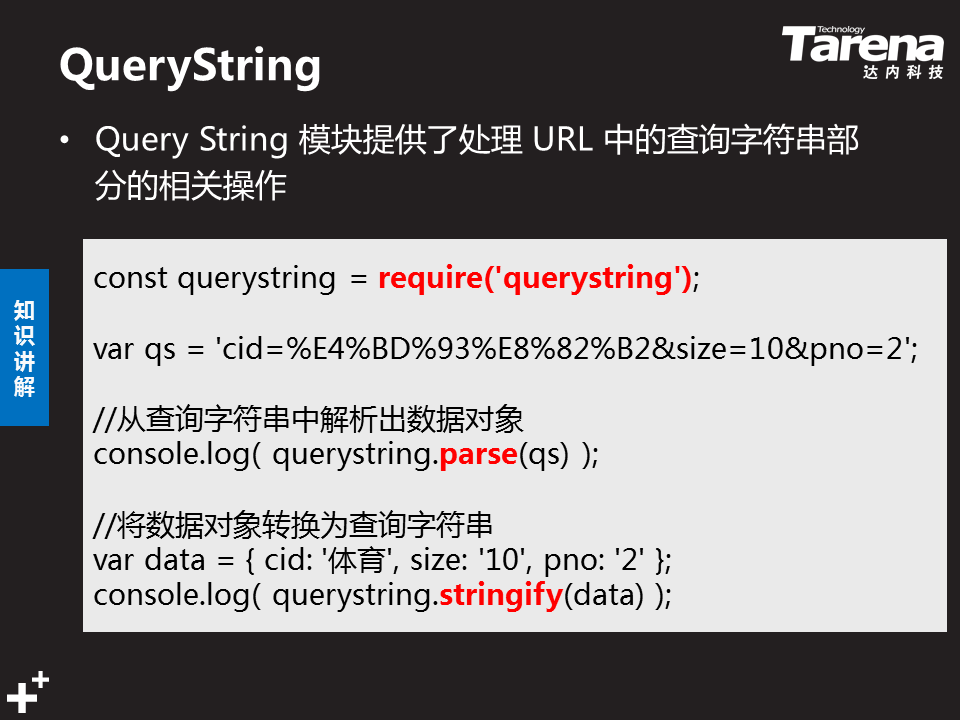 QueryString
Technology
Tarena
达内科技
• Query String 模块提供了处理 URL 中的查询字符串部
分的相关操作
知
识
讲
解
const querystring = require('querystring');
var qs = 'cid=%E4%BD%93%E8%82%B2&size=10&pno=2';
//从查询字符串中解析出数据对象
console.log( querystring.parse(qs) );
//将数据对象转换为查询字符串
var data = { cid: '体育', size: '10', pno: '2' };
console.log( querystring.stringify(data) );